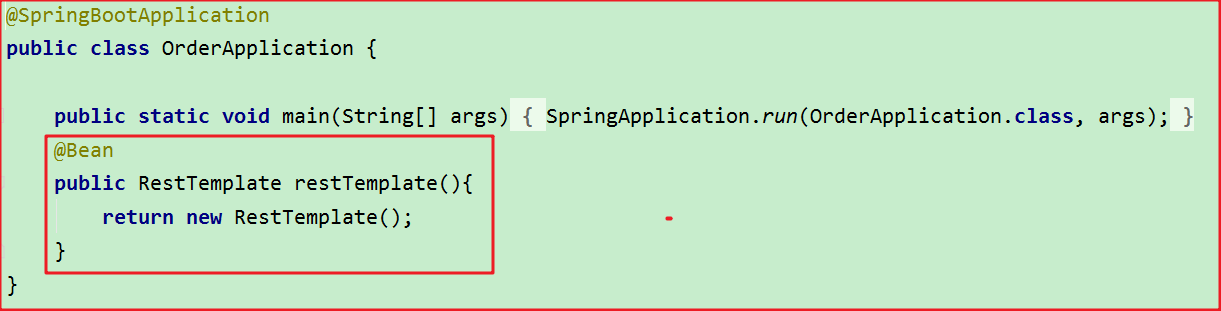 @SpringBootApplication
public class OrderApplication {
public static void main(String[] args) { SpringApplication.run(OrderApplication.class, args); }
@Bean
public RestTemplate restTemplate(){
return new RestTemplate();
}
}